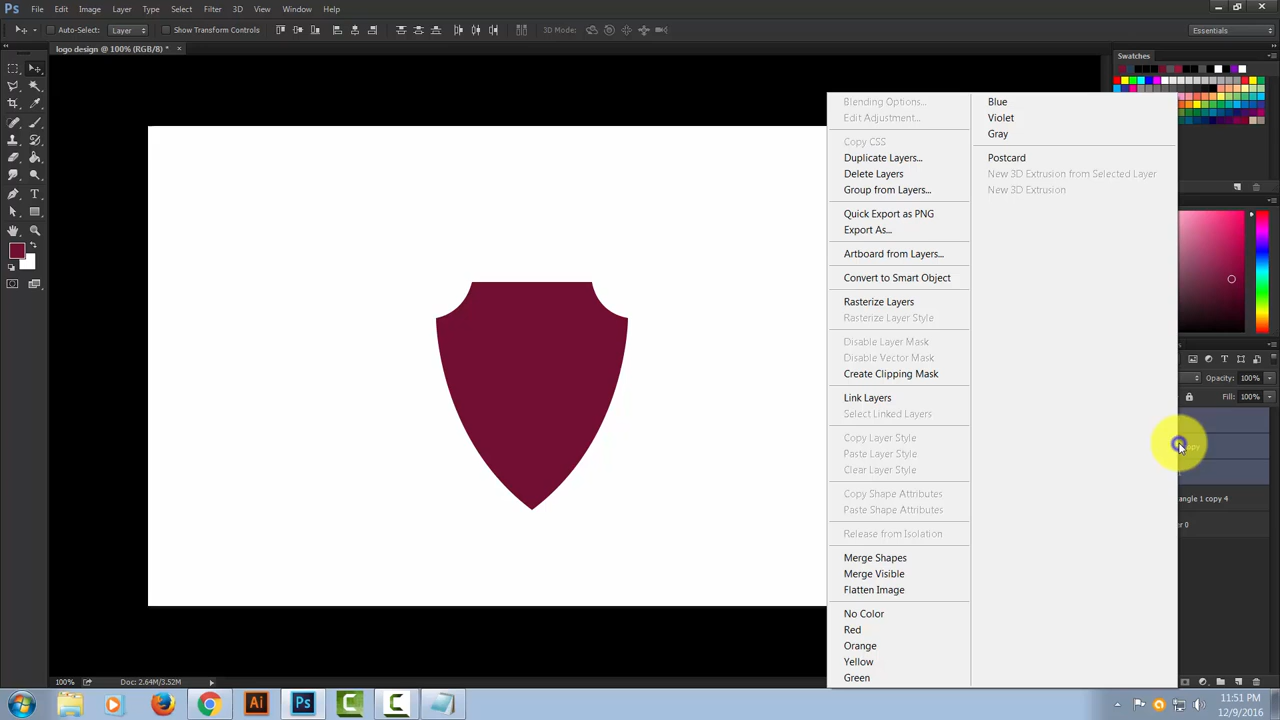 Ps File Edit Image Layer Type Select Filter 3D View Window Help
Auto-Select: Layer Show Transform Controls 3D Mode: Essentials
logo design @ 100% (RGB/8) * ×
Swatches
Blending Options...
Edit Adjustment...
Copy CSS
Duplicate Layers...
Delete Layers
Group from Layers...
Quick Export as PNG
Export As...
Artboard from Layers...
Convert to Smart Object
Rasterize Layers
Rasterize Layer Style
Disable Layer Mask
Disable Vector Mask
Create Clipping Mask
Link Layers
Select Linked Layers
Copy Layer Style
Paste Layer Style
Clear Layer Style
Copy Shape Attributes
Paste Shape Attributes
Release from Isolation
Merge Shapes
Merge Visible
Flatten Image
No Color
Red
Orange
Yellow
Green
Blue
Violet
Gray
Postcard
New 3D Extrusion from Selected Layer
New 3D Extrusion
Opacity: 100%
Fill: 100%
angle 1 copy 4
er 0
100% Doc: 2.64M/3.52M
Ai Ps C C
11:51 PM
12/9/2016